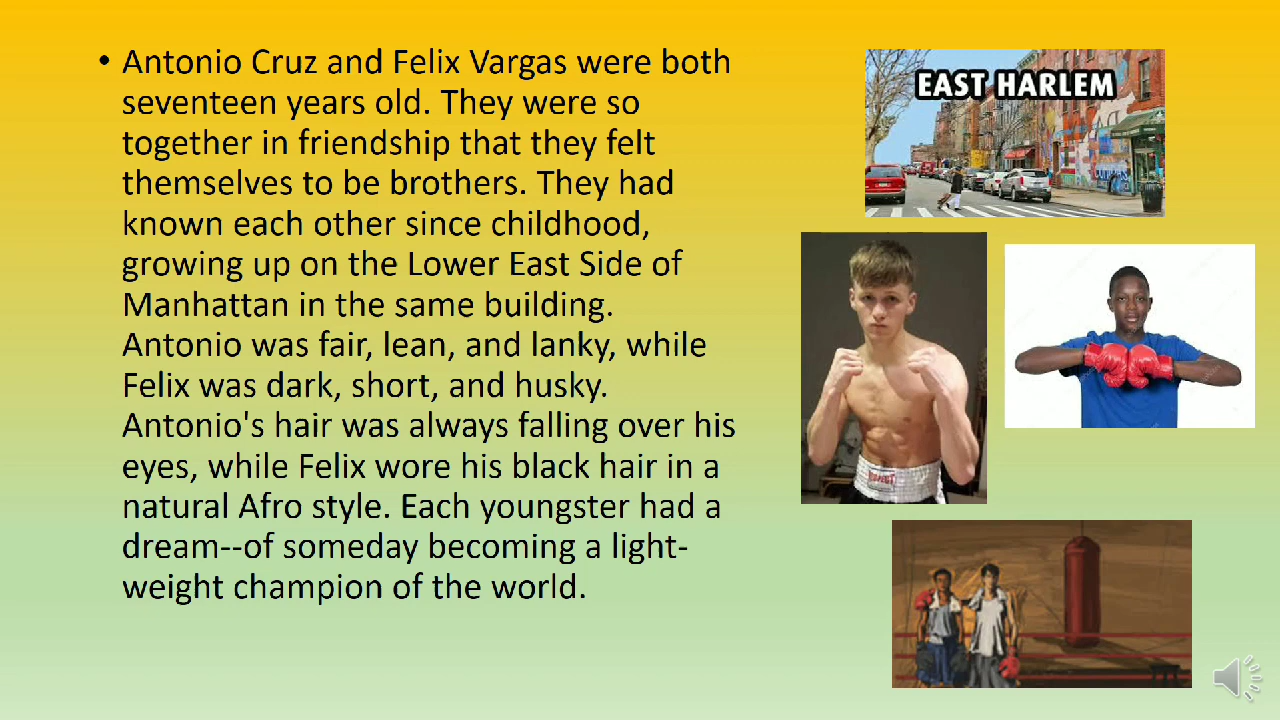 • Antonio Cruz and Felix Vargas were both
seventeen years old. They were so
together in friendship that they felt
themselves to be brothers. They had
known each other since childhood,
growing up on the Lower East Side of
Manhattan in the same building.
Antonio was fair, lean, and lanky, while
Felix was dark, short, and husky.
Antonio's hair was always falling over his
eyes, while Felix wore his black hair in a
natural Afro style. Each youngster had a
dream--of someday becoming a light-
weight champion of the world.
EAST HARLEM